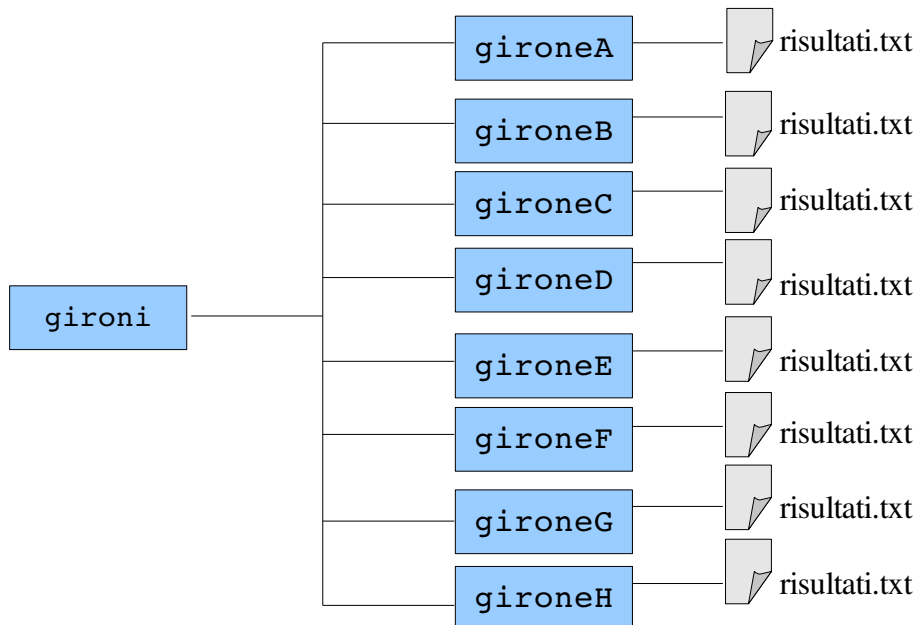 gironeA risultati.txt
gironeB risultati.txt
gironeC risultati.txt
gironeD risultati.txt
gironi
gironeE risultati.txt
gironeF risultati.txt
gironeG risultati.txt
gironeH risultati.txt